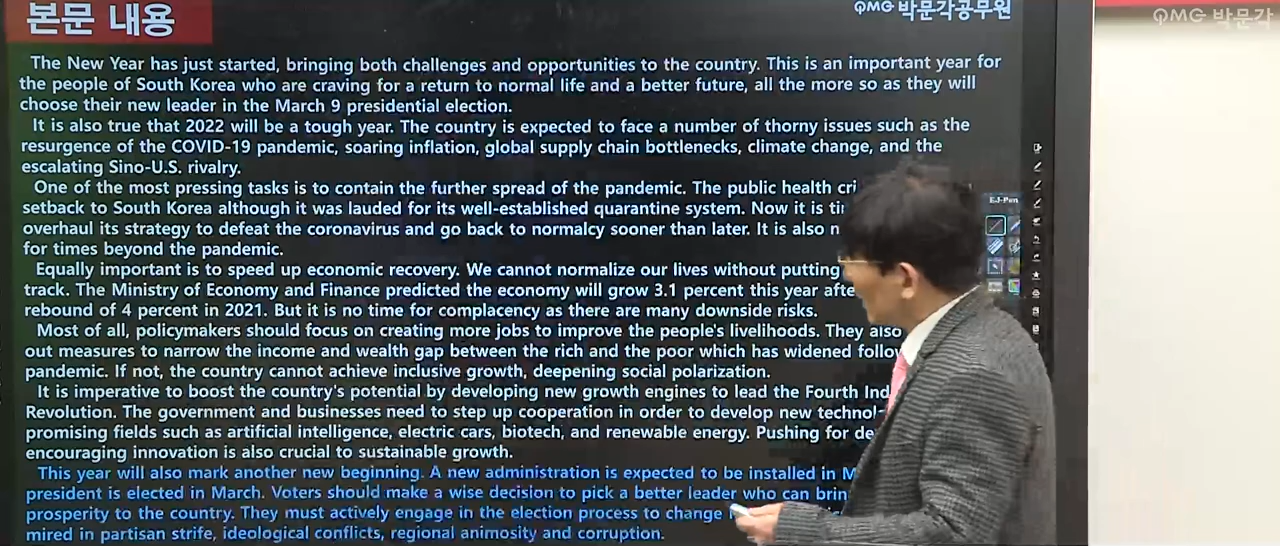 본문 내용
PMG 박문각공무원
PMG 박문각
The New Year has just started, bringing both challenges and opportunities to the country. This is an important year for
the people of South Korea who are craving for a return to normal life and a better future, all the more so as they will
choose their new leader in the March 9 presidential election.
It is also true that 2022 will be a tough year. The country is expected to face a number of thorny issues such as the
resurgence of the COVID-19 pandemic, soaring inflation, global supply chain bottlenecks, climate change, and the
escalating Sino-U.S. rivalry.
One of the most pressing tasks is to contain the further spread of the pandemic. The public health cri
setback to South Korea although it was lauded for its well-established quarantine system. Now it is
overhaul its strategy to defeat the coronavirus and go back to normalcy sooner than later. It is also n
for times beyond the pandemic.
Equally important is to speed up economic recovery. We cannot normalize our lives without putting
track. The Ministry of Economy and Finance predicted the economy will grow 3.1 percent this year afte
rebound of 4 percent in 2021. But it is no time for complacency as there are many downside risks.
Most of all, policymakers should focus on creating more jobs to improve the people's livelihoods. They also
out measures to narrow the income and wealth gap between the rich and the poor which has widened follow
pandemic. If not, the country cannot achieve inclusive growth, deepening social polarization.
It is imperative to boost the country's potential by developing new growth engines to lead the Fourth Ind
Revolution. The government and businesses need to step up cooperation in order to develop new technol
promising fields such as artificial intelligence, electric cars, biotech, and renewable energy. Pushing for de
encouraging innovation is also crucial to sustainable growth.
This year will also mark another new beginning. A new administration is expected to be installed in M
president is elected in March. Voters should make a wise decision to pick a better leader who can brin
prosperity to the country. They must actively engage in the election process to change
mired in partisan strife, ideological conflicts, regional animosity and corruption.
EJ-Pen